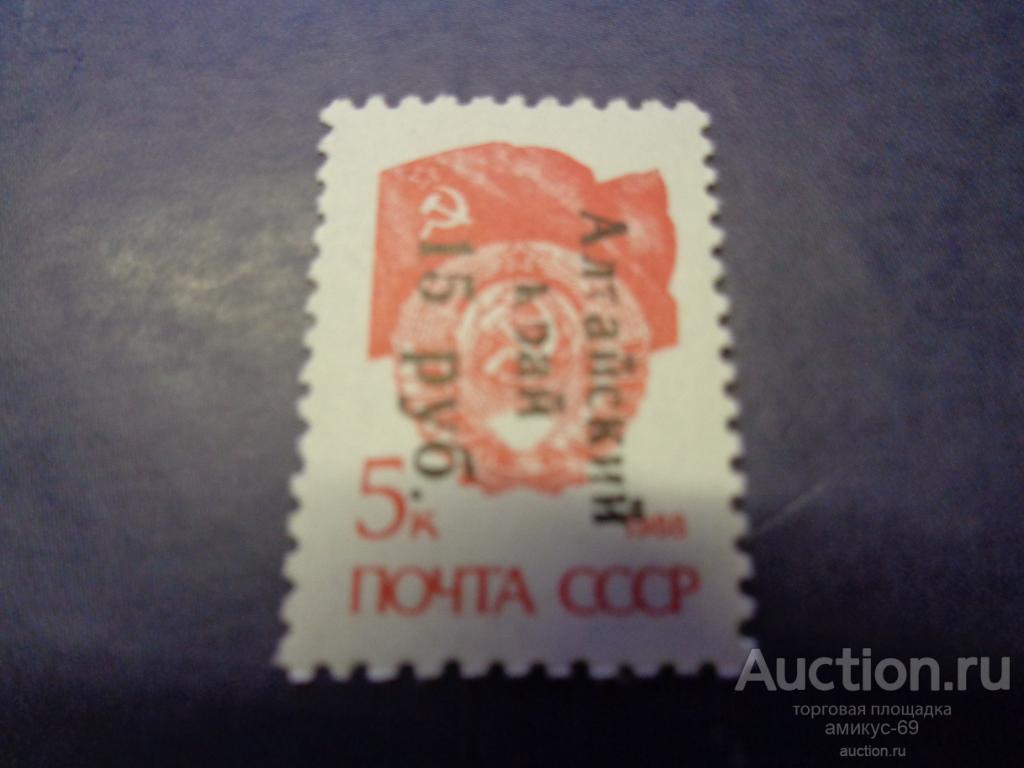 Алтайский
край
15 руб.
5к
1988
ПОЧТА СССР
Auction.ru
торговая площадка
амикус-69
auction.ru